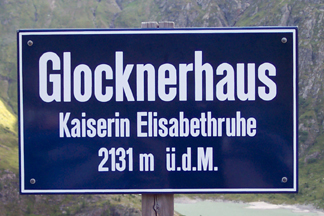 Glocknerhaus
Kaiserin Elisabethruhe
2131 m ü.d.M.